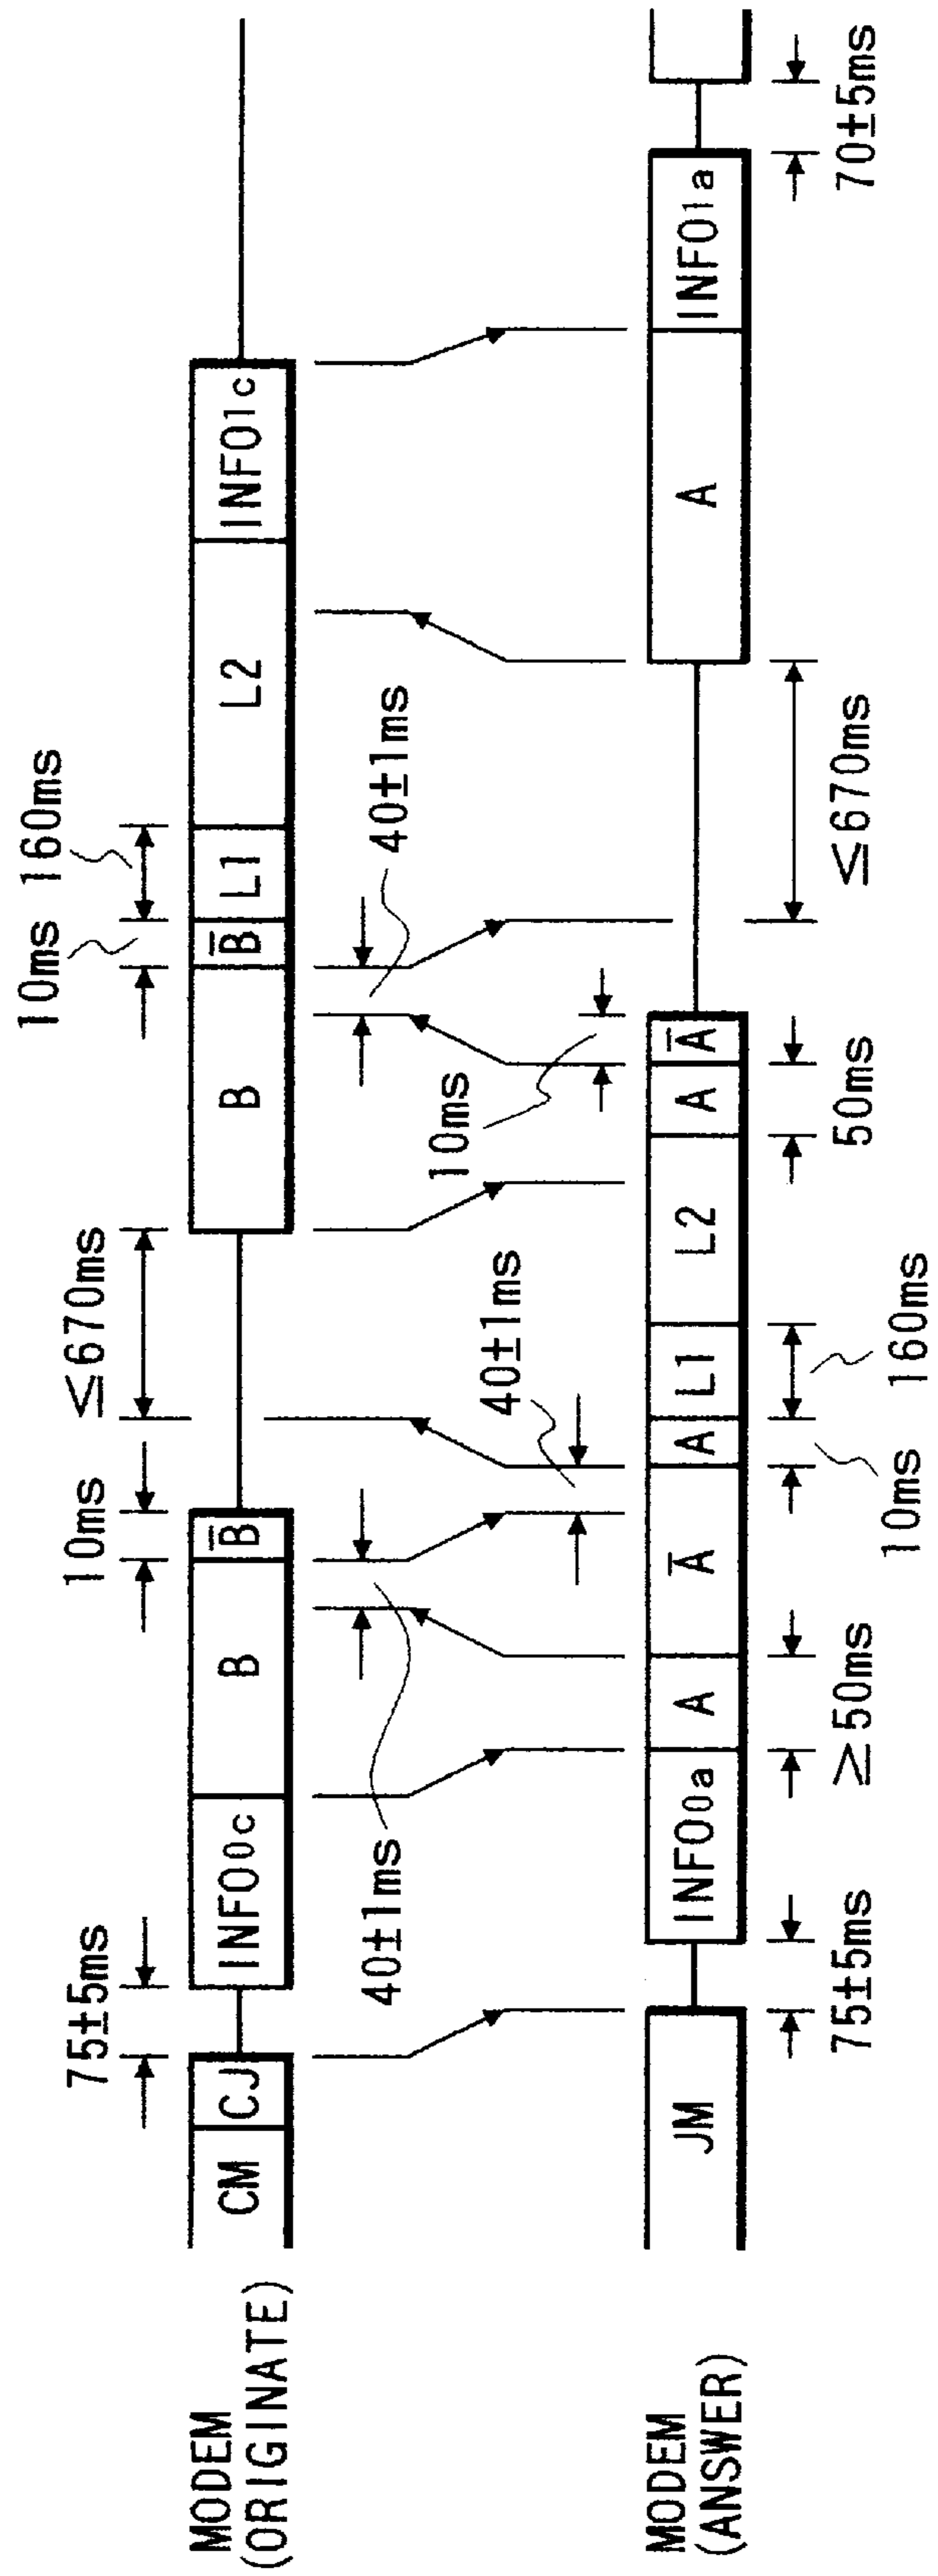 MODEM
(ORIGINATE)
75±5ms
10ms
≤670ms
10ms
160ms
CM
CJ
INFO0c
B
B̅
B
B̅
L1
L2
INFO1c
40±1ms
40±1ms
10ms
40±1ms
MODEM
(ANSWER)
JM
INFO0a
A
A̅
A
L1
L2
A
A̅
A
INFO1a
75±5ms
≥50ms
10ms
160ms
50ms
≤670ms
70±5ms